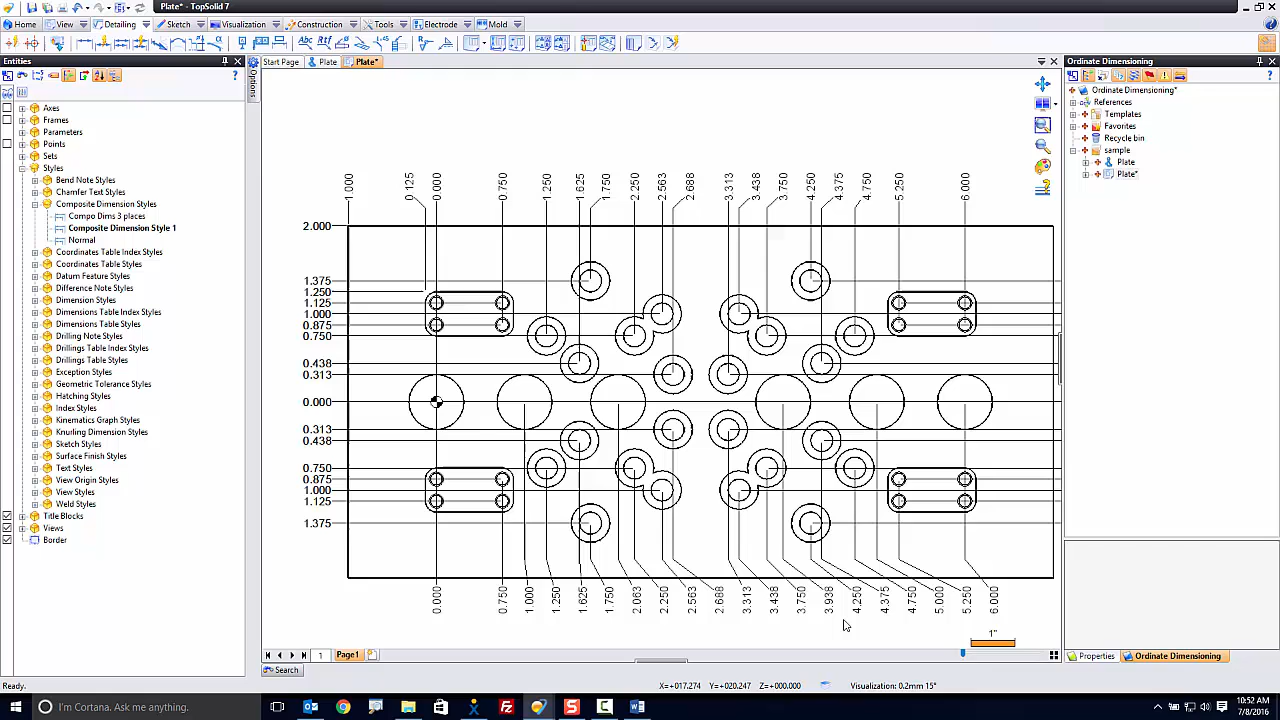 Plate* - TopSolid 7
Home View Detailing Sketch Visualization Construction Tools Electrode Mold
Entities
Start Page Plate Plate*
Ordinate Dimensioning
Options
Axes
Frames
Parameters
Points
Sets
Styles
Bend Note Styles
Chamfer Text Styles
Composite Dimension Styles
Compo Dims 3 places
Composite Dimension Style 1
Normal
Coordinates Table Index Styles
Coordinates Table Styles
Datum Feature Styles
Difference Note Styles
Dimension Styles
Dimensions Table Index Styles
Dimensions Table Styles
Drilling Note Styles
Drillings Table Index Styles
Drillings Table Styles
Exception Styles
Geometric Tolerance Styles
Hatching Styles
Index Styles
Kinematics Graph Styles
Knurling Dimension Styles
Sketch Styles
Surface Finish Styles
Text Styles
View Origin Styles
View Styles
Weld Styles
Title Blocks
Views
Border
1.000 0.125 0.000 0.750 1.250 1.625 1.750 2.250 2.563 2.688 3.313 3.438 3.750 4.250 4.375 4.750 5.250 6.000
2.000
1.375
1.250
1.125
1.000
0.875
0.750
0.438
0.313
0.000
0.313
0.438
0.750
0.875
1.000
1.125
1.375
0.000 0.750 1.000 1.250 1.625 1.750 2.063 2.250 2.563 2.688 3.313 3.438 3.750 3.938 4.250 4.375 4.750 5.000 5.250 6.000
1"
Ordinate Dimensioning*
References
Templates
Favorites
Recycle bin
sample
Plate
Plate*
1 Page1
Search
Properties Ordinate Dimensioning
Ready.
X=+017.274 Y=+020.247 Z=+000.000 Visualization: 0.2mm 15°
I'm Cortana. Ask me anything.
10:52 AM
7/8/2016